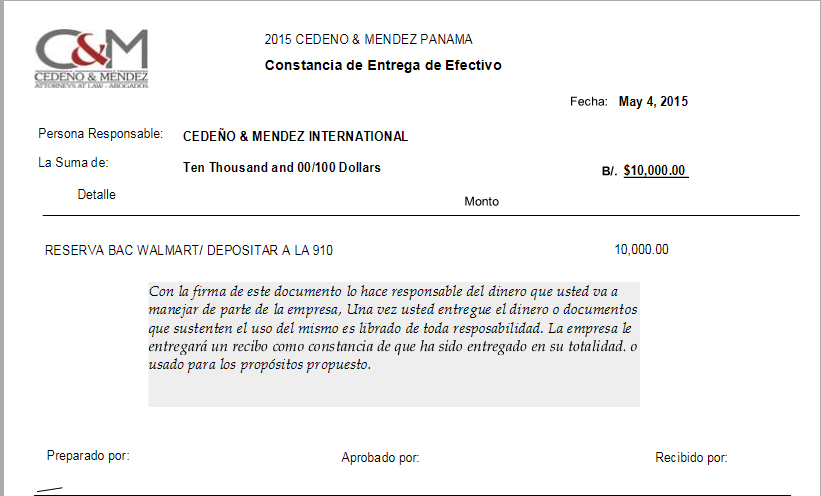 C&M
CEDEÑO & MÉNDEZ
ATTORNEYS AT LAW - ABOGADOS
2015 CEDENO & MENDEZ PANAMA
Constancia de Entrega de Efectivo
Fecha: May 4, 2015
Persona Responsable: CEDEÑO & MENDEZ INTERNATIONAL
La Suma de: Ten Thousand and 00/100 Dollars B/. $10,000.00
Detalle Monto
RESERVA BAC WALMART/ DEPOSITAR A LA 910 10,000.00
Con la firma de este documento lo hace responsable del dinero que usted va a
manejar de parte de la empresa, Una vez usted entregue el dinero o documentos
que sustenten el uso del mismo es librado de toda resposabilidad. La empresa le
entregará un recibo como constancia de que ha sido entregado en su totalidad. o
usado para los propósitos propuesto.
Preparado por: Aprobado por: Recibido por: